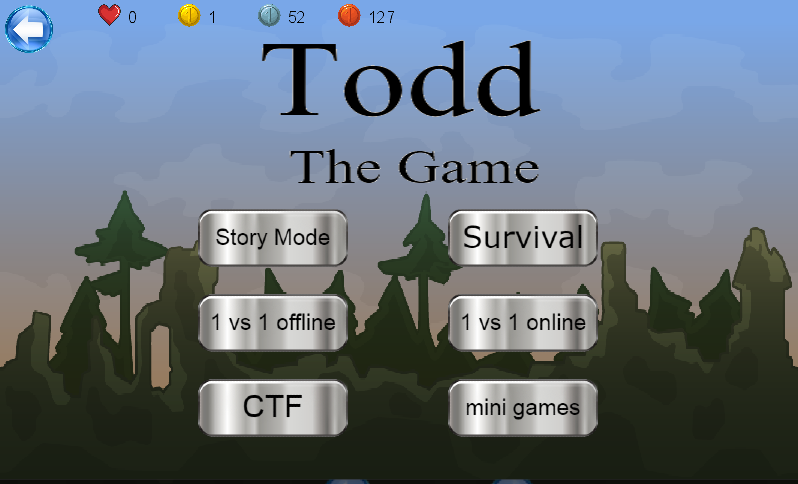 0 1 52 127
Todd
The Game
Story Mode Survival
1 vs 1 offline 1 vs 1 online
CTF mini games